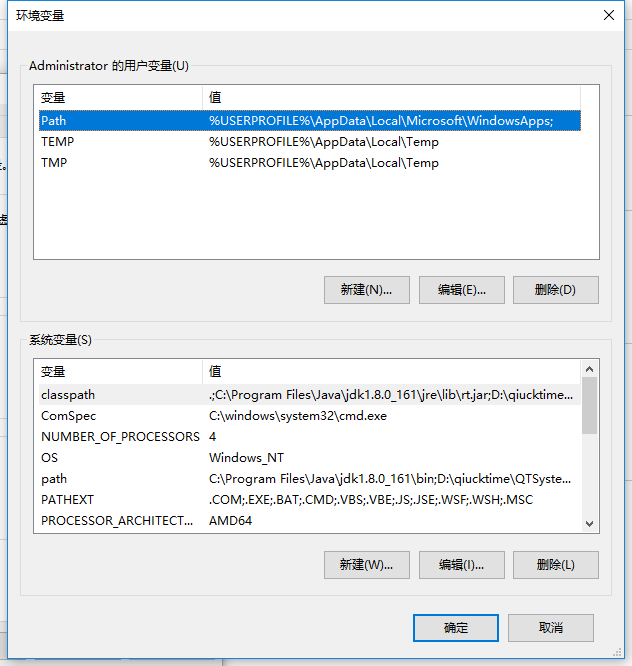 环境变量
Administrator 的用户变量(U)
变量 值
Path %USERPROFILE%\AppData\Local\Microsoft\WindowsApps;
TEMP %USERPROFILE%\AppData\Local\Temp
TMP %USERPROFILE%\AppData\Local\Temp
新建(N)... 编辑(E)... 删除(D)
系统变量(S)
变量 值
classpath .;C:\Program Files\Java\jdk1.8.0_161\jre\lib\rt.jar;D:\qiucktime...
ComSpec C:\windows\system32\cmd.exe
NUMBER_OF_PROCESSORS 4
OS Windows_NT
path C:\Program Files\Java\jdk1.8.0_161\bin;D:\qiucktime\QTSyste...
PATHEXT .COM;.EXE;.BAT;.CMD;.VBS;.VBE;.JS;.JSE;.WSF;.WSH;.MSC
PROCESSOR_ARCHITECT... AMD64
新建(W)... 编辑(I)... 删除(L)
确定 取消